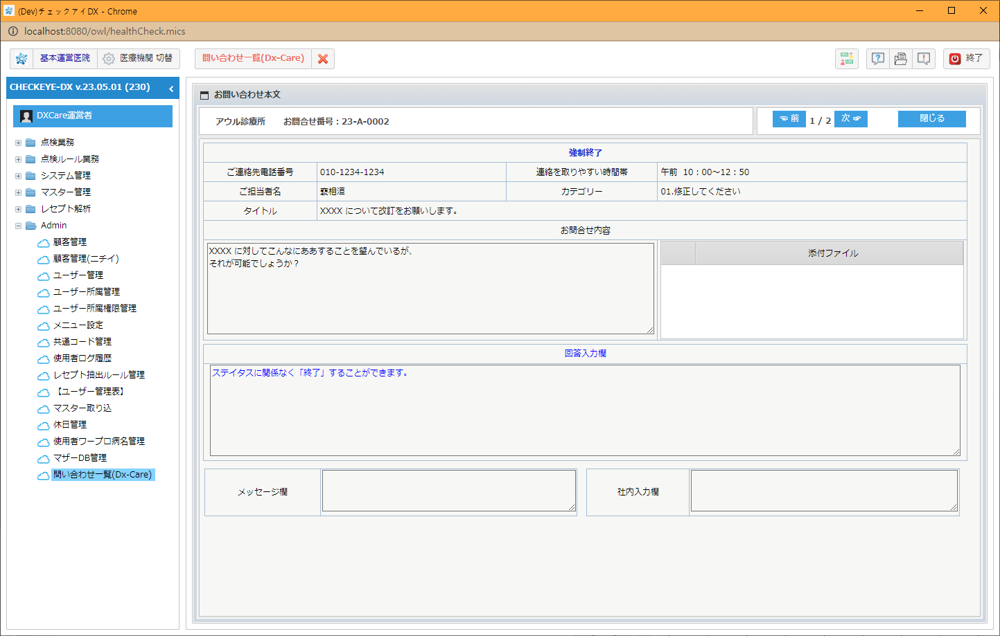 (Dev)チェックアイDX - Chrome
localhost:8080/owl/healthCheck.mics
基本運営医院
医療機関 切替
問い合わせ一覧(Dx-Care)
終了
CHECKEYE-DX v.23.05.01 (230)
DXCare運営者
点検業務
点検ルール業務
システム管理
マスター管理
レセプト解析
Admin
顧客管理
顧客管理(ニチイ)
ユーザー管理
ユーザー所属管理
ユーザー所属権限管理
メニュー設定
共通コード管理
使用者ログ履歴
レセプト抽出ルール管理
【ユーザー管理表】
マスター取り込
休日管理
使用者ワープロ病名管理
マザーDB管理
問い合わせ一覧(Dx-Care)
お問い合わせ本文
アウル診療所 お問合せ番号 : 23-A-0002
前 1 / 2 次 閉じる
強制終了
ご連絡先電話番号 010-1234-1234 連絡を取りやすい時間帯 午前 10：00～12：50
ご担当者名 裵相洹 カテゴリー 01.修正してください
タイトル XXXX について改訂をお願いします。
お問合せ内容
XXXX に対してこんなにああすることを望んでいるが、
それが可能でしょうか？
添付ファイル
回答入力欄
ステイタスに関係なく「終了」することができます。
メッセージ欄
社内入力欄